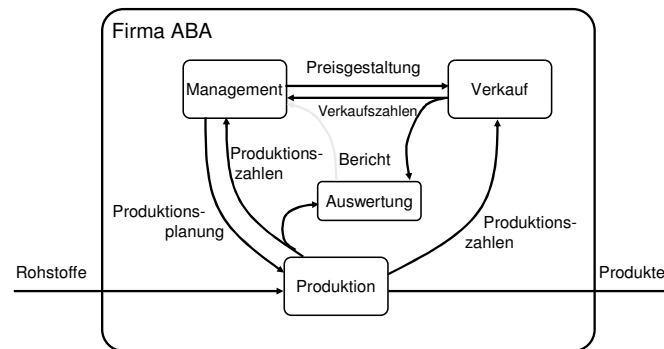 Firma ABA
Preisgestaltung
Management
Verkauf
Verkaufszahlen
Produktions-
zahlen
Bericht
Auswertung
Produktions-
planung
Produktions-
zahlen
Rohstoffe
Produktion
Produkte